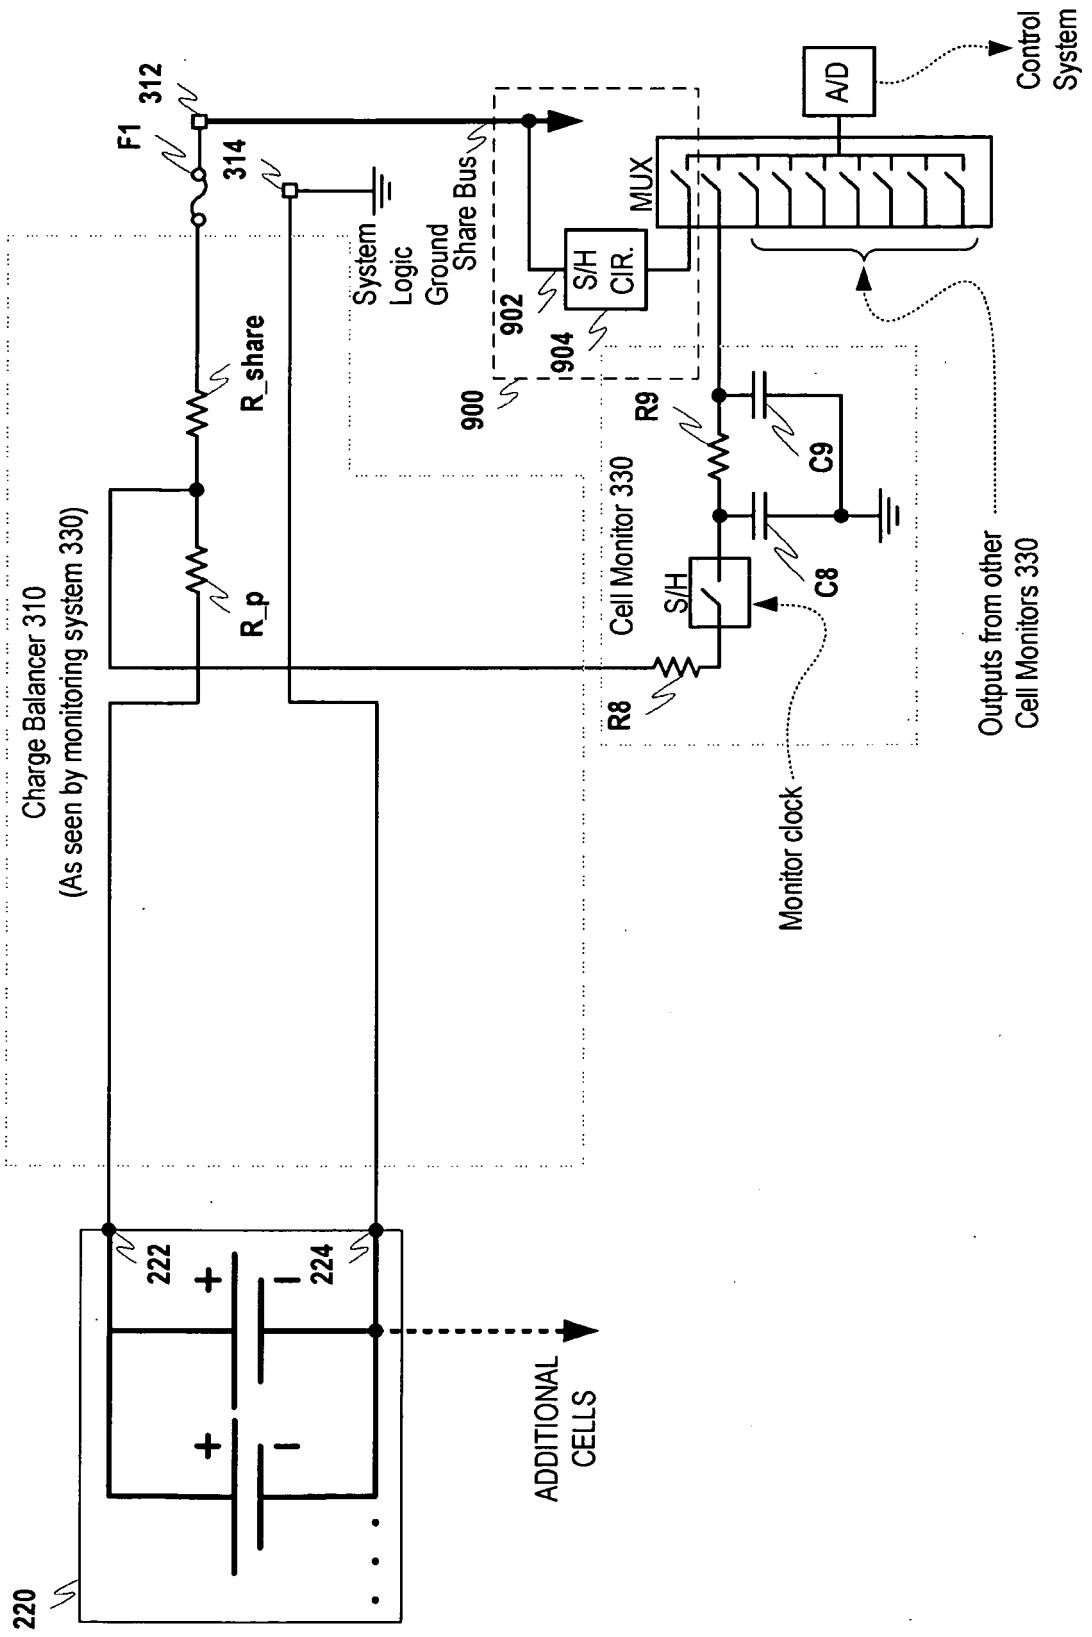 220
222
224
+
−
+
−
ADDITIONAL
CELLS
Charge Balancer 310
(As seen by monitoring system 330)
R_p
R_share
F1
312
314
System
Logic
Ground
Share Bus
900
902
904
S/H
CIR.
MUX
A/D
Control
System
Cell Monitor 330
R8
S/H
C8
R9
C9
Monitor clock
Outputs from other
Cell Monitors 330